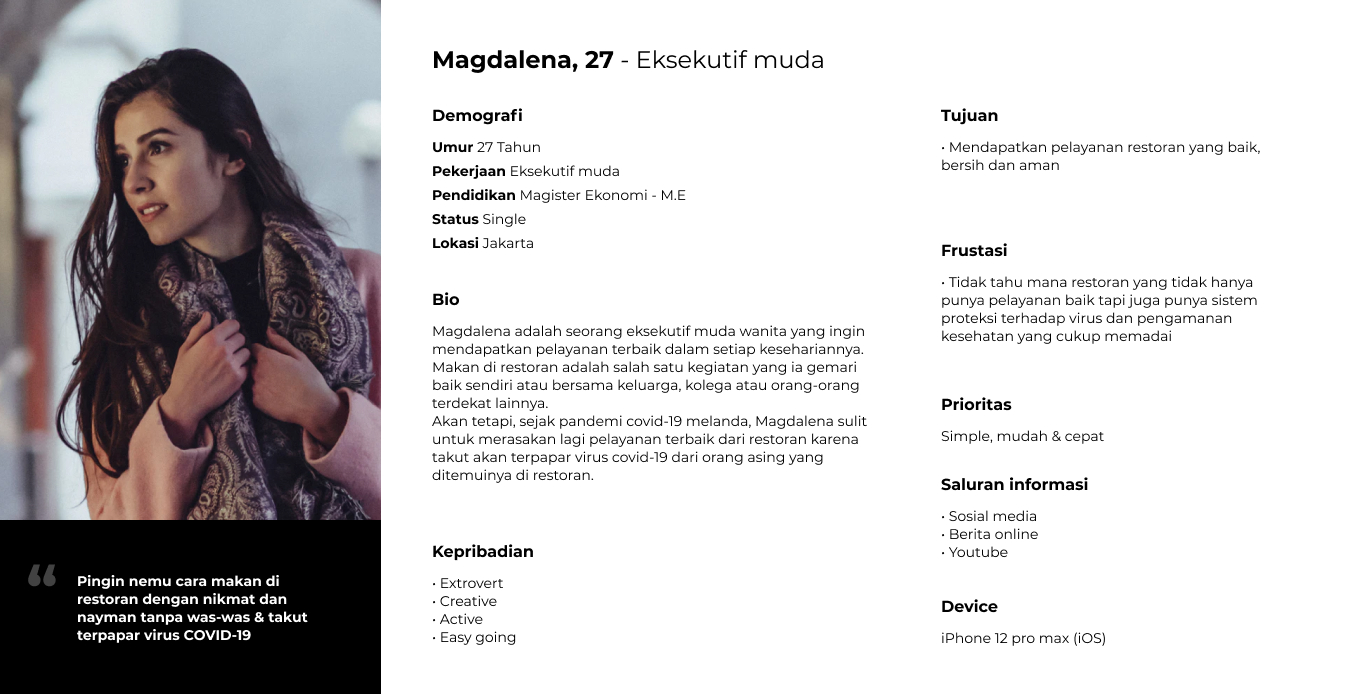 Magdalena, 27 - Eksekutif muda
Demografi
Umur 27 Tahun
Pekerjaan Eksekutif muda
Pendidikan Magister Ekonomi - M.E
Status Single
Lokasi Jakarta
Bio
Magdalena adalah seorang eksekutif muda wanita yang ingin
mendapatkan pelayanan terbaik dalam setiap kesehariannya.
Makan di restoran adalah salah satu kegiatan yang ia gemari
baik sendiri atau bersama keluarga, kolega atau orang-orang
terdekat lainnya.
Akan tetapi, sejak pandemi covid-19 melanda, Magdalena sulit
untuk merasakan lagi pelayanan terbaik dari restoran karena
takut akan terpapar virus covid-19 dari orang asing yang
ditemuinya di restoran.
Kepribadian
• Extrovert
• Creative
• Active
• Easy going
Tujuan
• Mendapatkan pelayanan restoran yang baik,
bersih dan aman
Frustasi
• Tidak tahu mana restoran yang tidak hanya
punya pelayanan baik tapi juga punya sistem
proteksi terhadap virus dan pengamanan
kesehatan yang cukup memadai
Prioritas
Simple, mudah & cepat
Saluran informasi
• Sosial media
• Berita online
• Youtube
Device
iPhone 12 pro max (iOS)
“
Pingin nemu cara makan di
restoran dengan nikmat dan
nayman tanpa was-was & takut
terpapar virus COVID-19